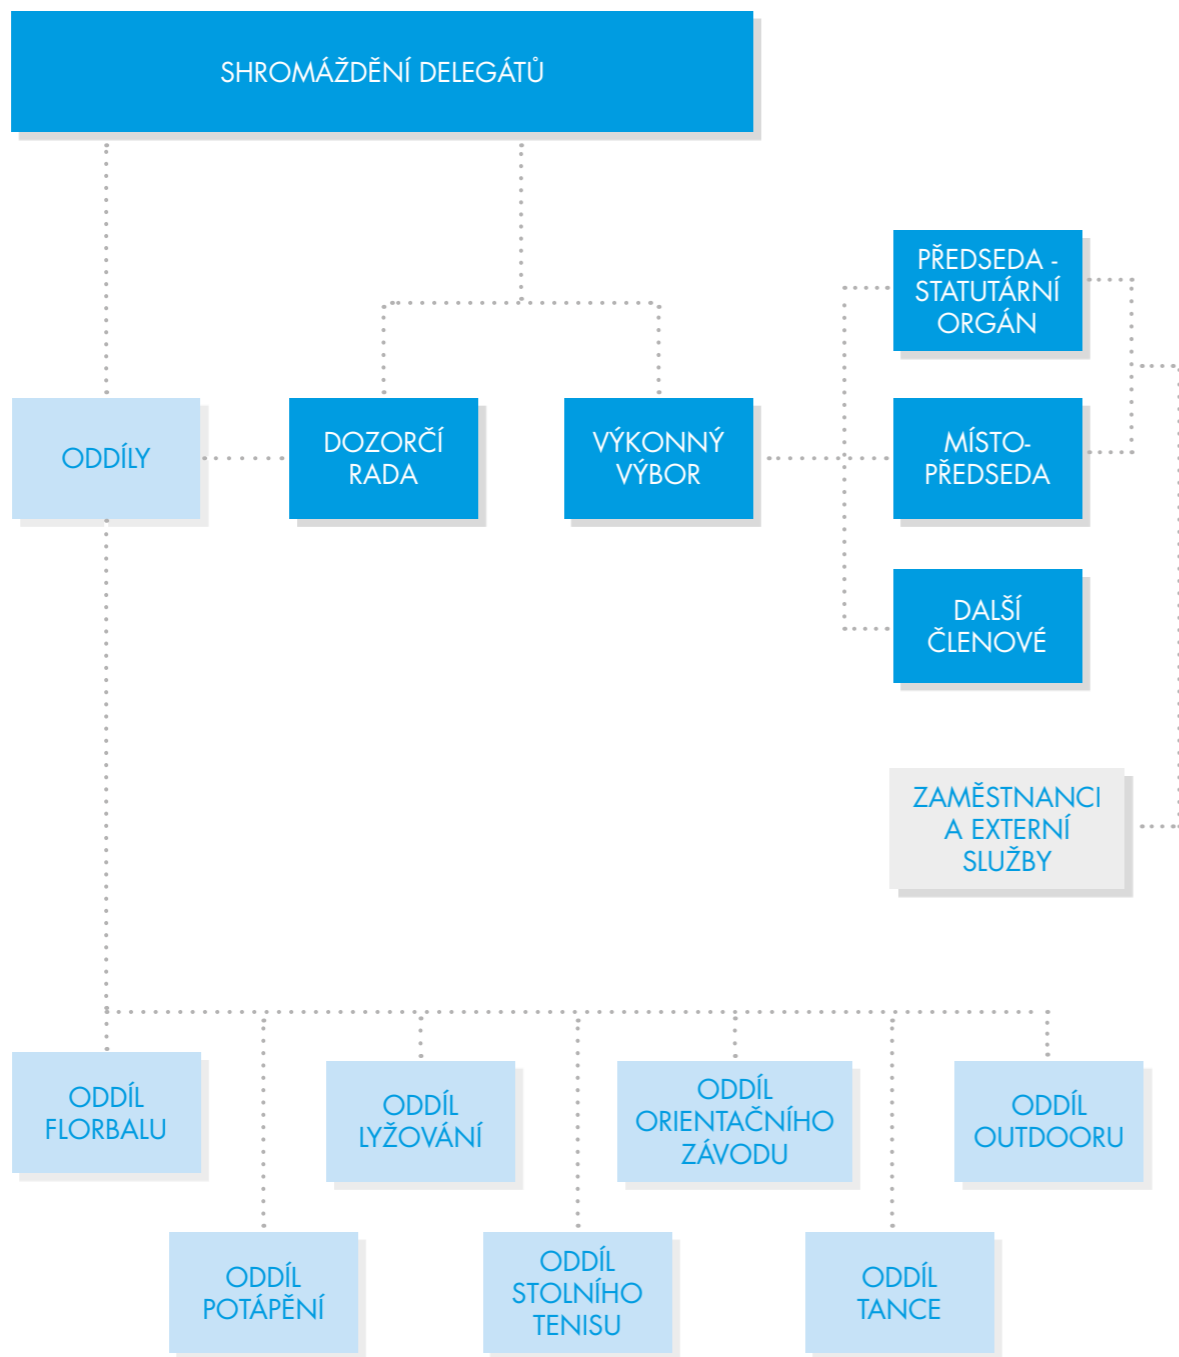 SHROMÁŽDĚNÍ DELEGÁTŮ
PŘEDSEDA -
STATUTÁRNÍ
ORGÁN
ODDÍLY
DOZORČÍ
RADA
VÝKONNÝ
VÝBOR
MÍSTO-
PŘEDSEDA
DALŠÍ
ČLENOVÉ
ZAMĚSTNANCI
A EXTERNÍ
SLUŽBY
ODDÍL
FLORBALU
ODDÍL
LYŽOVÁNÍ
ODDÍL
ORIENTAČNÍHO
ZÁVODU
ODDÍL
OUTDOORU
ODDÍL
POTÁPĚNÍ
ODDÍL
STOLNÍHO
TENISU
ODDÍL
TANCE